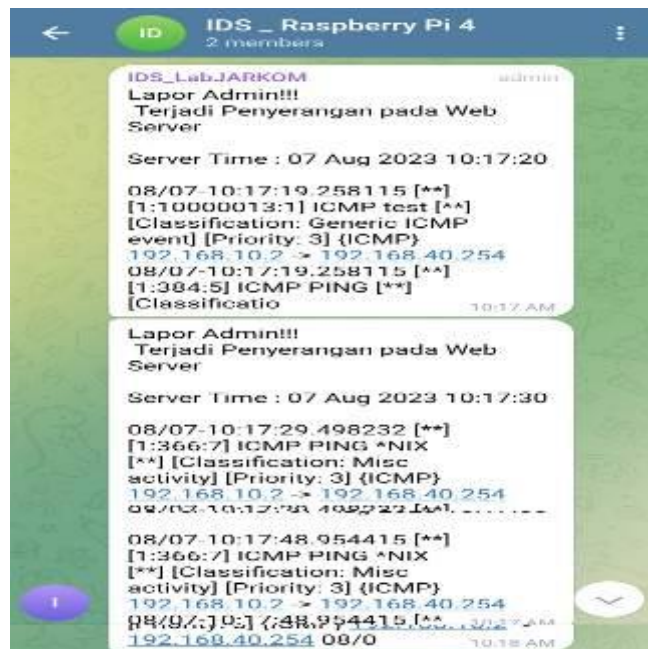 ID
IDS _ Raspberry Pi 4
2 members
IDS_LabJARKOM admin
Lapor Admin!!!
Terjadi Penyerangan pada Web
Server
Server Time : 07 Aug 2023 10:17:20
08/07-10:17:19.258115 [**]
[1:10000013:1] ICMP test [**]
[Classification: Generic ICMP
event] [Priority: 3] {ICMP}
192.168.10.2 -> 192.168.40.254
08/07-10:17:19.258115 [**]
[1:384:5] ICMP PING [**]
[Classificatio
10:17 AM
Lapor Admin!!!
Terjadi Penyerangan pada Web
Server
Server Time : 07 Aug 2023 10:17:30
08/07-10:17:29.498232 [**]
[1:366:7] ICMP PING *NIX
[**] [Classification: Misc
activity] [Priority: 3] {ICMP}
192.168.10.2 -> 192.168.40.254
08/07-10:17:48.954415 [**]
[1:366:7] ICMP PING *NIX
[**] [Classification: Misc
activity] [Priority: 3] {ICMP}
192.168.10.2 -> 192.168.40.254
08/07-10:17:48.954415 [**
192.168.40.254 08/0
10:18 AM